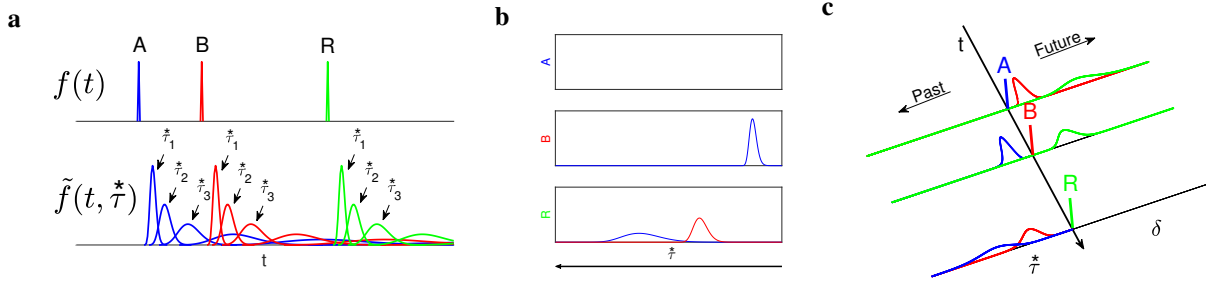 a
A B R
f(t)
τ̃*₁ τ̃*₁ τ̃*₁
τ̃*₂ τ̃*₂ τ̃*₂
τ̃*₃ τ̃*₃ τ̃*₃
f̃(t, τ̃*)
t
b
A
B
R
τ̃*
c
t
Future
A
Past
B
R
δ
τ̃*